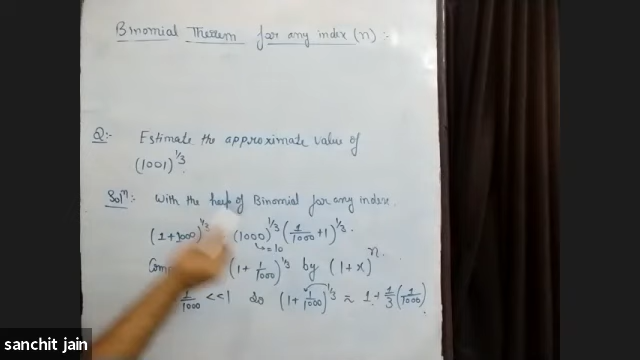 Binomial Theorem for any index (n) :-
Q:- Estimate the approximate value of
(1001)^1/3.
Solⁿ:- With the help of Binomial for any index.
(1+1000)^1/3 (1000)^1/3 (1/1000 + 1)^1/3.
↳ = 10
(1 + 1/1000)^1/3 by (1+x)^n
1/1000 <<1 so (1 + 1/1000)^1/3 ≈ 1 + 1/3 (1/1000)
sanchit jain